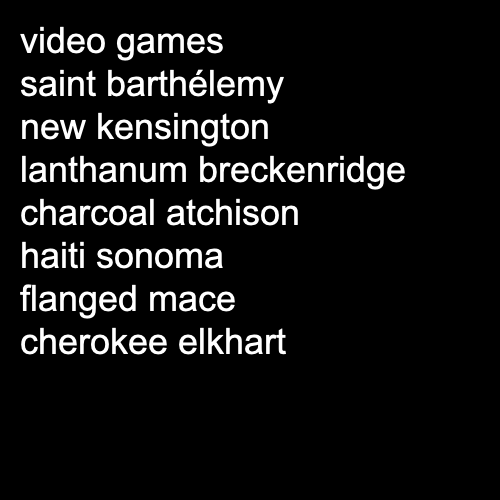 video games
saint barthélemy
new kensington
lanthanum breckenridge
charcoal atchison
haiti sonoma
flanged mace
cherokee elkhart